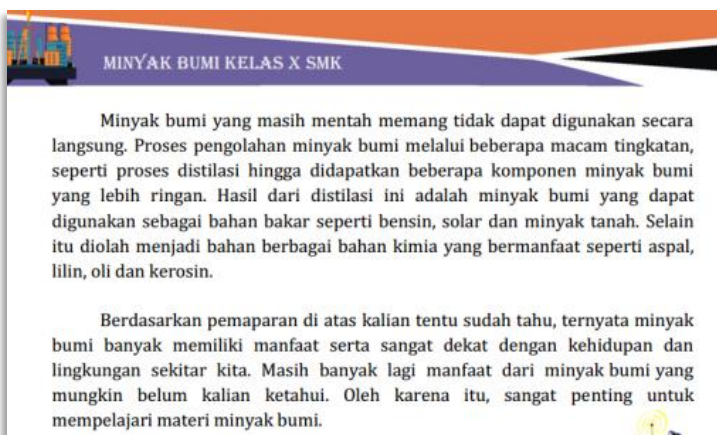 MINYAK BUMI KELAS X SMK
Minyak bumi yang masih mentah memang tidak dapat digunakan secara
langsung. Proses pengolahan minyak bumi melalui beberapa macam tingkatan,
seperti proses distilasi hingga didapatkan beberapa komponen minyak bumi
yang lebih ringan. Hasil dari distilasi ini adalah minyak bumi yang dapat
digunakan sebagai bahan bakar seperti bensin, solar dan minyak tanah. Selain
itu diolah menjadi bahan berbagai bahan kimia yang bermanfaat seperti aspal,
lilin, oli dan kerosin.
Berdasarkan pemaparan di atas kalian tentu sudah tahu, ternyata minyak
bumi banyak memiliki manfaat serta sangat dekat dengan kehidupan dan
lingkungan sekitar kita. Masih banyak lagi manfaat dari minyak bumi yang
mungkin belum kalian ketahui. Oleh karena itu, sangat penting untuk
mempelajari materi minyak bumi.